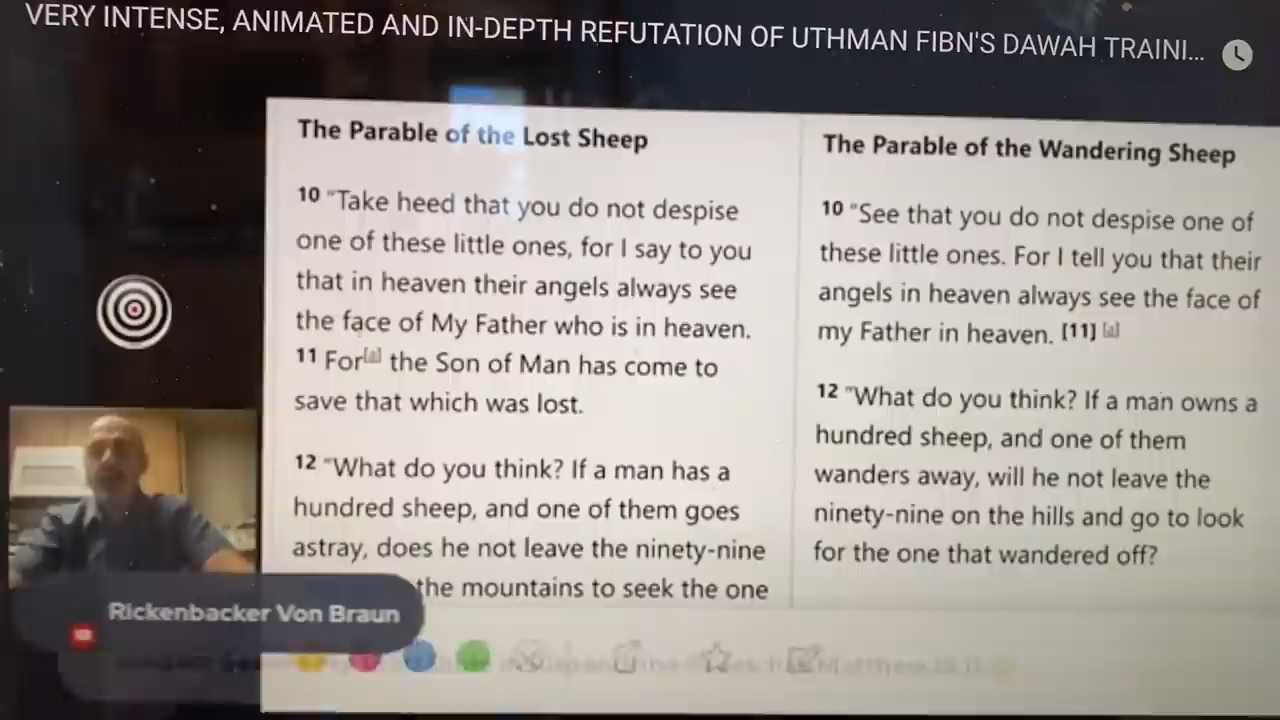 VERY INTENSE, ANIMATED AND IN-DEPTH REFUTATION OF UTHMAN FIBN'S DAWAH TRAINI...
The Parable of the Lost Sheep
10 "Take heed that you do not despise
one of these little ones, for I say to you
that in heaven their angels always see
the face of My Father who is in heaven.
11 For[a] the Son of Man has come to
save that which was lost.
12 "What do you think? If a man has a
hundred sheep, and one of them goes
astray, does he not leave the ninety-nine
the mountains to seek the one
The Parable of the Wandering Sheep
10 "See that you do not despise one of
these little ones. For I tell you that their
angels in heaven always see the face of
my Father in heaven. [11] [a]
12 "What do you think? If a man owns a
hundred sheep, and one of them
wanders away, will he not leave the
ninety-nine on the hills and go to look
for the one that wandered off?
Rickenbacker Von Braun